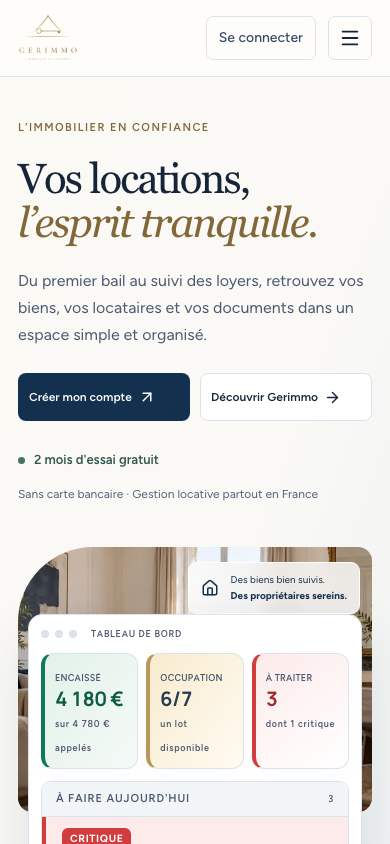 GERIMMO
Se connecter
L'IMMOBILIER EN CONFIANCE
Vos locations,
l'esprit tranquille.
Du premier bail au suivi des loyers, retrouvez vos
biens, vos locataires et vos documents dans un
espace simple et organisé.
Créer mon compte
Découvrir Gerimmo
2 mois d'essai gratuit
Sans carte bancaire · Gestion locative partout en France
Des biens bien suivis.
Des propriétaires sereins.
TABLEAU DE BORD
ENCAISSÉ
4 180 €
sur 4 780 €
appelés
OCCUPATION
6/7
un lot
disponible
À TRAITER
3
dont 1 critique
À FAIRE AUJOURD'HUI
3
CRITIQUE